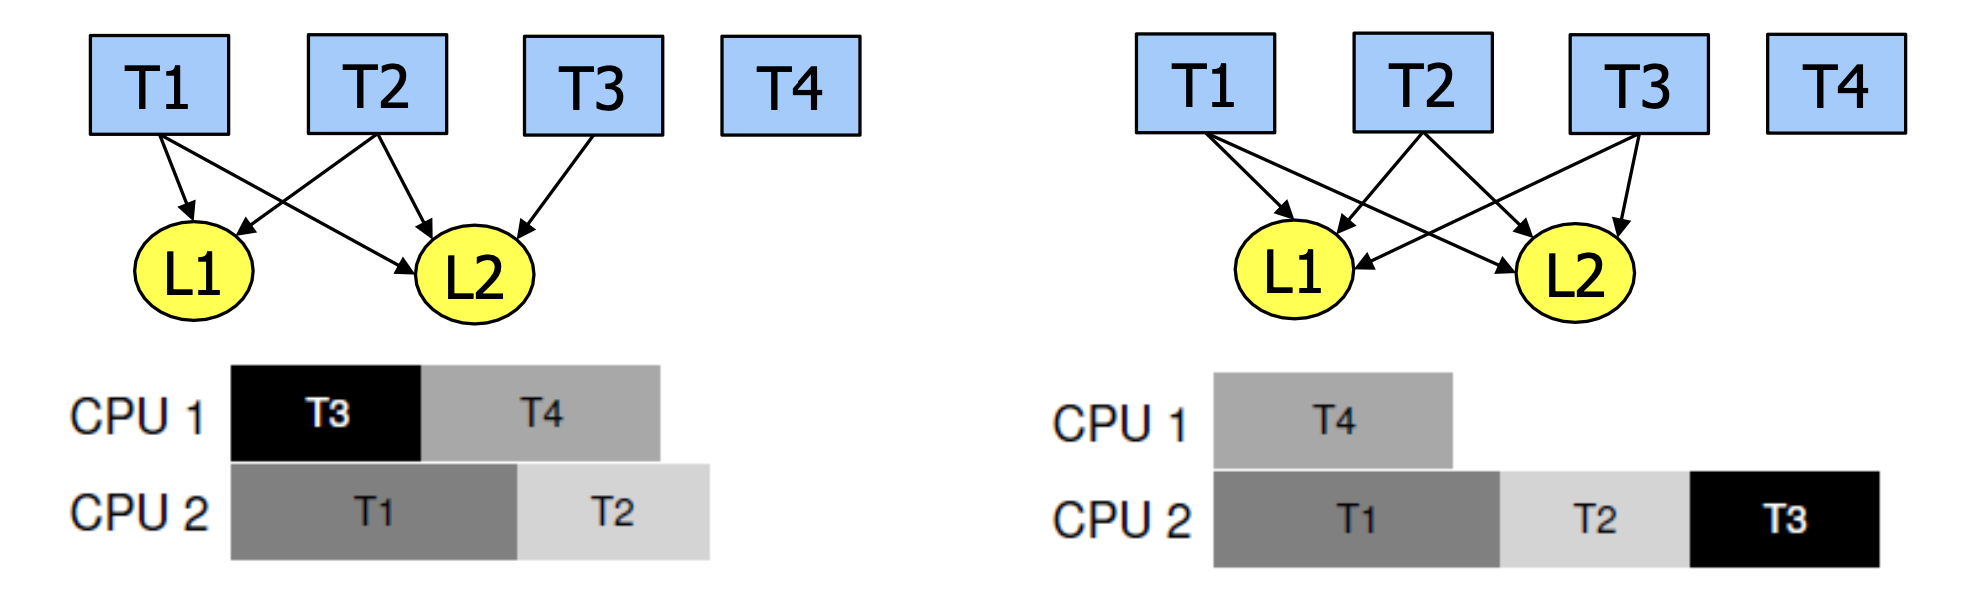 T1 T2 T3 T4
L1 L2
CPU 1 T3 T4
CPU 2 T1 T2
T1 T2 T3 T4
L1 L2
CPU 1 T4
CPU 2 T1 T2 T3